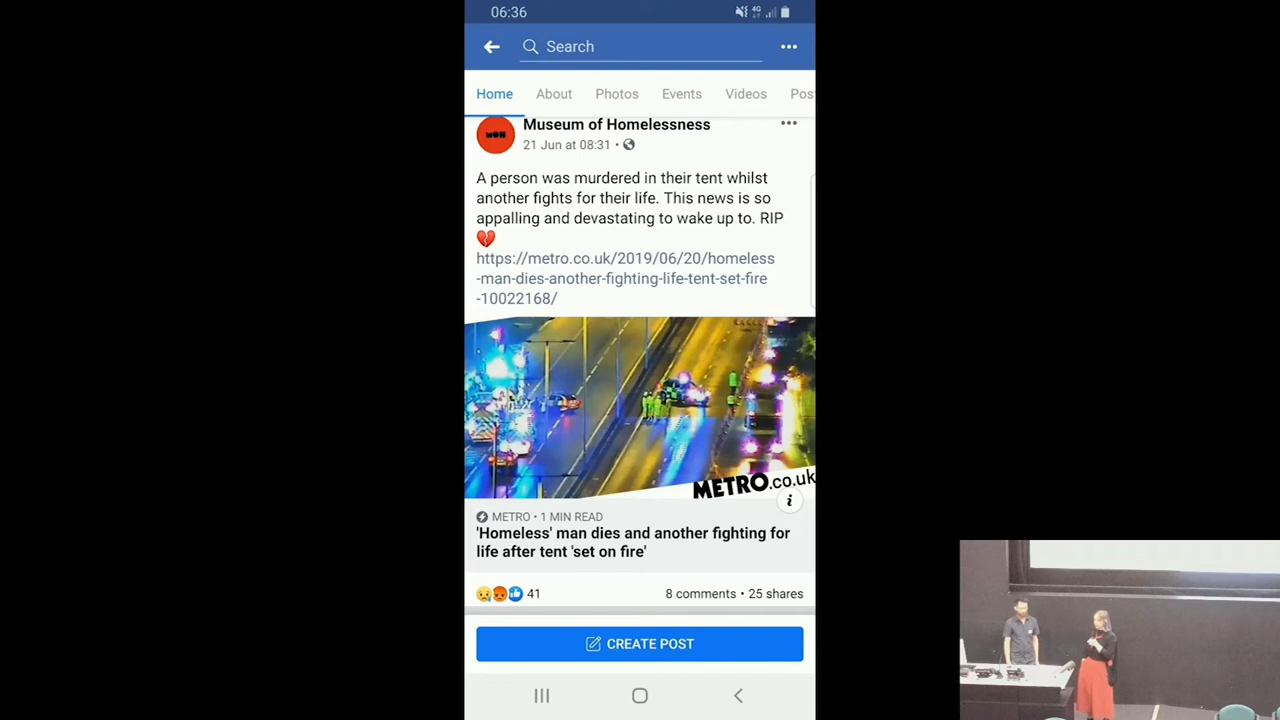 06:36
4G
Search
Home About Photos Events Videos Pos
MOH
Museum of Homelessness
21 Jun at 08:31 •
A person was murdered in their tent whilst
another fights for their life. This news is so
appalling and devastating to wake up to. RIP
💔
https://metro.co.uk/2019/06/20/homeless
-man-dies-another-fighting-life-tent-set-fire
-10022168/
METRO.co.uk
METRO • 1 MIN READ
'Homeless' man dies and another fighting for
life after tent 'set on fire'
41
8 comments • 25 shares
CREATE POST